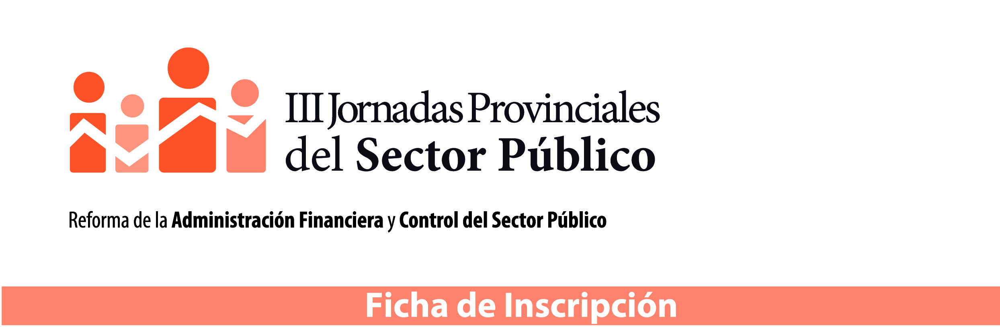 III Jornadas Provinciales
del Sector Público
Reforma de la Administración Financiera y Control del Sector Público
Ficha de Inscripción